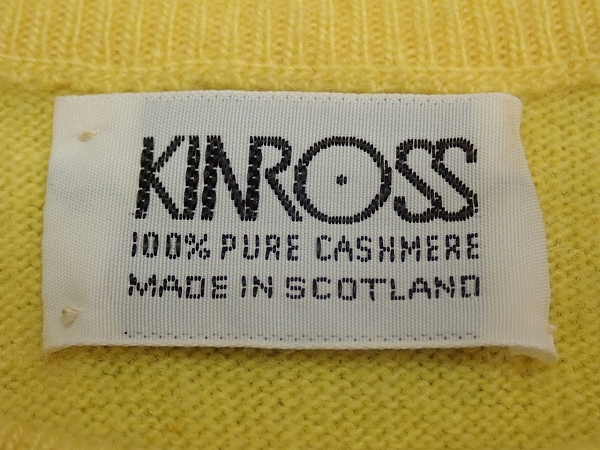 KINROSS
100% PURE CASHMERE
MADE IN SCOTLAND